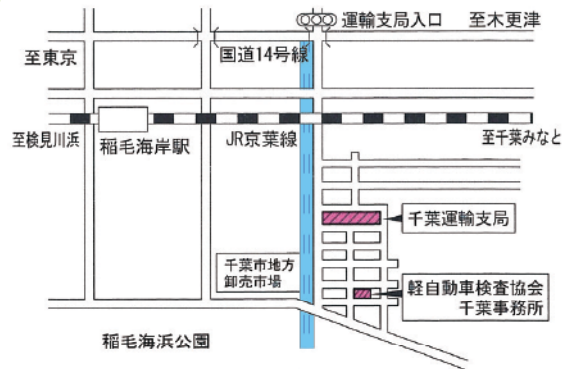 運輸支局入口
至木更津
至東京
国道14号線
至検見川浜
稲毛海岸駅
JR京葉線
至千葉みなと
千葉運輸支局
千葉市地方
卸売市場
軽自動車検査協会
千葉事務所
稲毛海浜公園